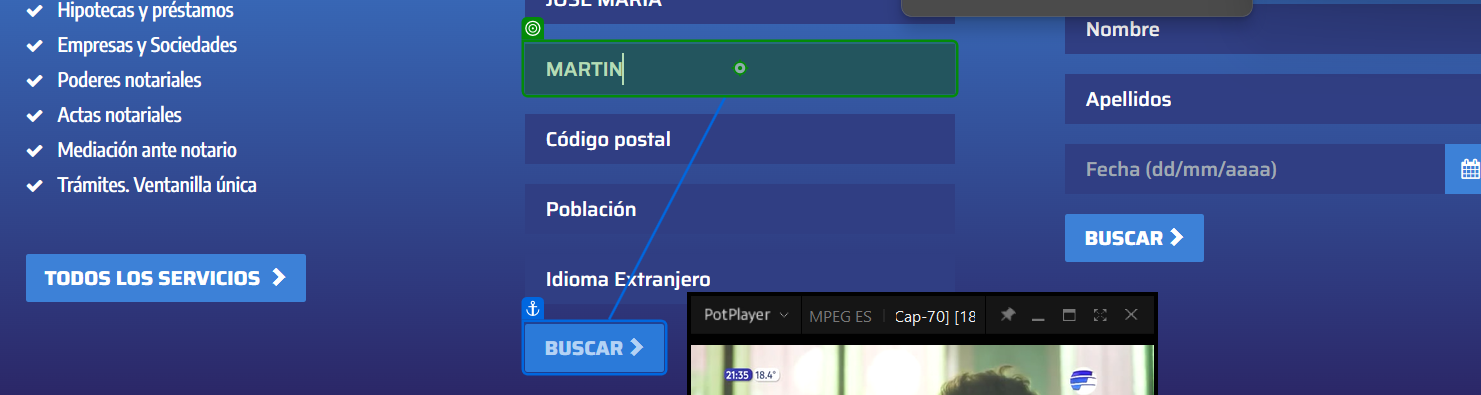 Hipotecas y préstamos
Empresas y Sociedades
Poderes notariales
Actas notariales
Mediación ante notario
Trámites. Ventanilla única
TODOS LOS SERVICIOS
JOSE MARIA
MARTIN
Código postal
Población
Idioma Extranjero
BUSCAR
Nombre
Apellidos
Fecha (dd/mm/aaaa)
BUSCAR
PotPlayer MPEG ES Cap-70] [18
21:35 18.4°